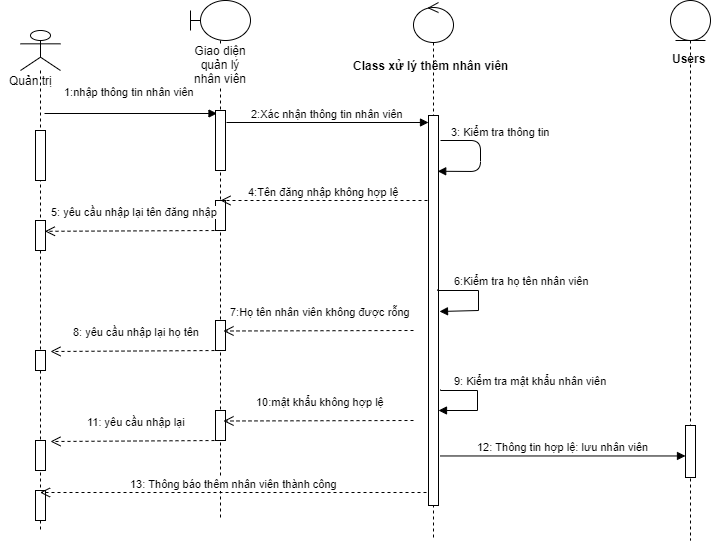 Quản trị
Giao diện
quản lý
nhân viên
Class xử lý thêm nhân viên
Users
1:nhập thông tin nhân viên
2:Xác nhận thông tin nhân viên
3: Kiểm tra thông tin
4:Tên đăng nhập không hợp lệ
5: yêu cầu nhập lại tên đăng nhập
6:Kiểm tra họ tên nhân viên
7:Họ tên nhân viên không được rỗng
8: yêu cầu nhập lại họ tên
9: Kiểm tra mật khẩu nhân viên
10:mật khẩu không hợp lệ
11: yêu cầu nhập lại
12: Thông tin hợp lệ: lưu nhân viên
13: Thông báo thêm nhân viên thành công